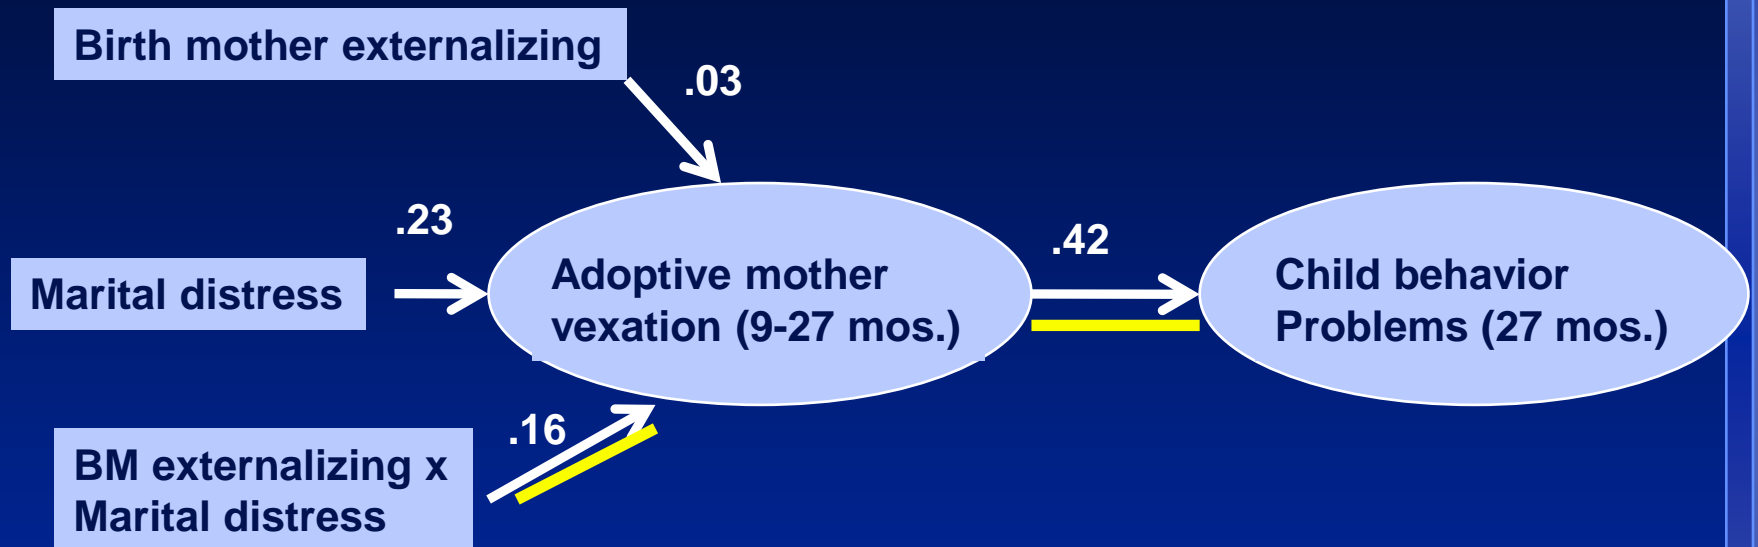 Birth mother externalizing
.03
.23
Marital distress
Adoptive mother
vexation (9-27 mos.)
.42
Child behavior
Problems (27 mos.)
.16
BM externalizing x
Marital distress